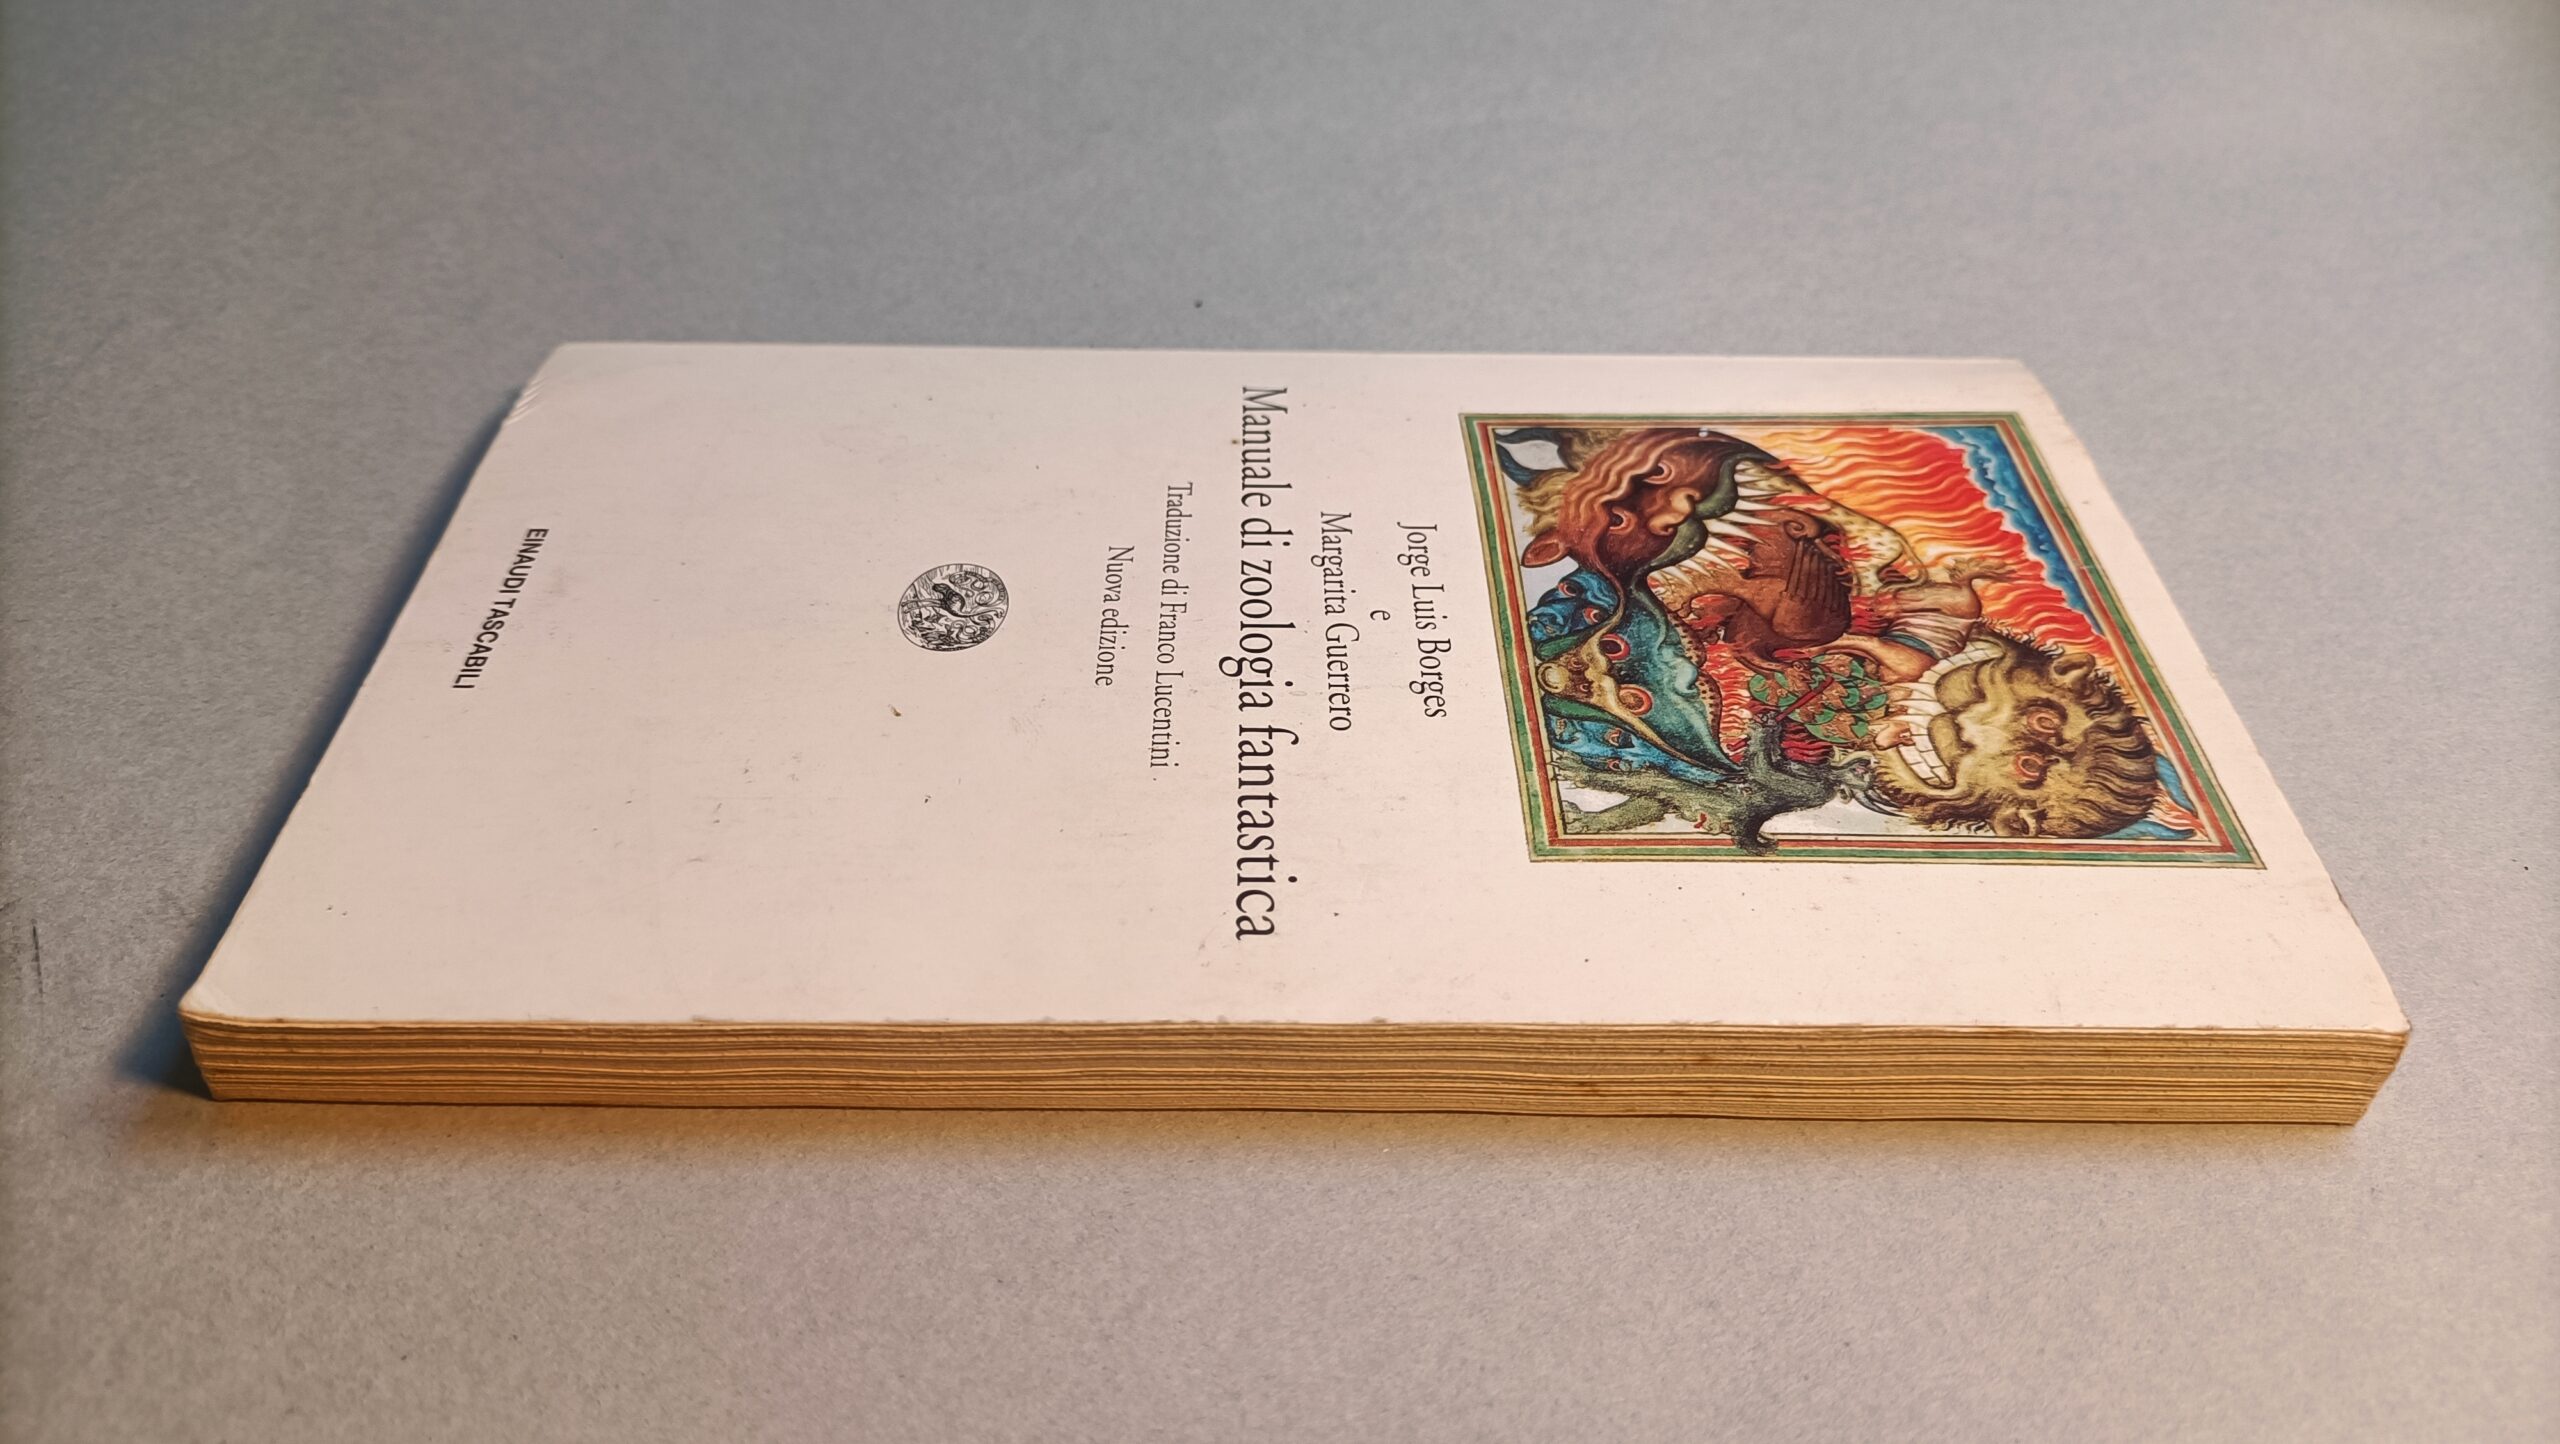 Jorge Luis Borges
e
Margarita Guerrero
Manuale di zoologia fantastica
Traduzione di Franco Lucentini
Nuova edizione
EINAUDI TASCABILI